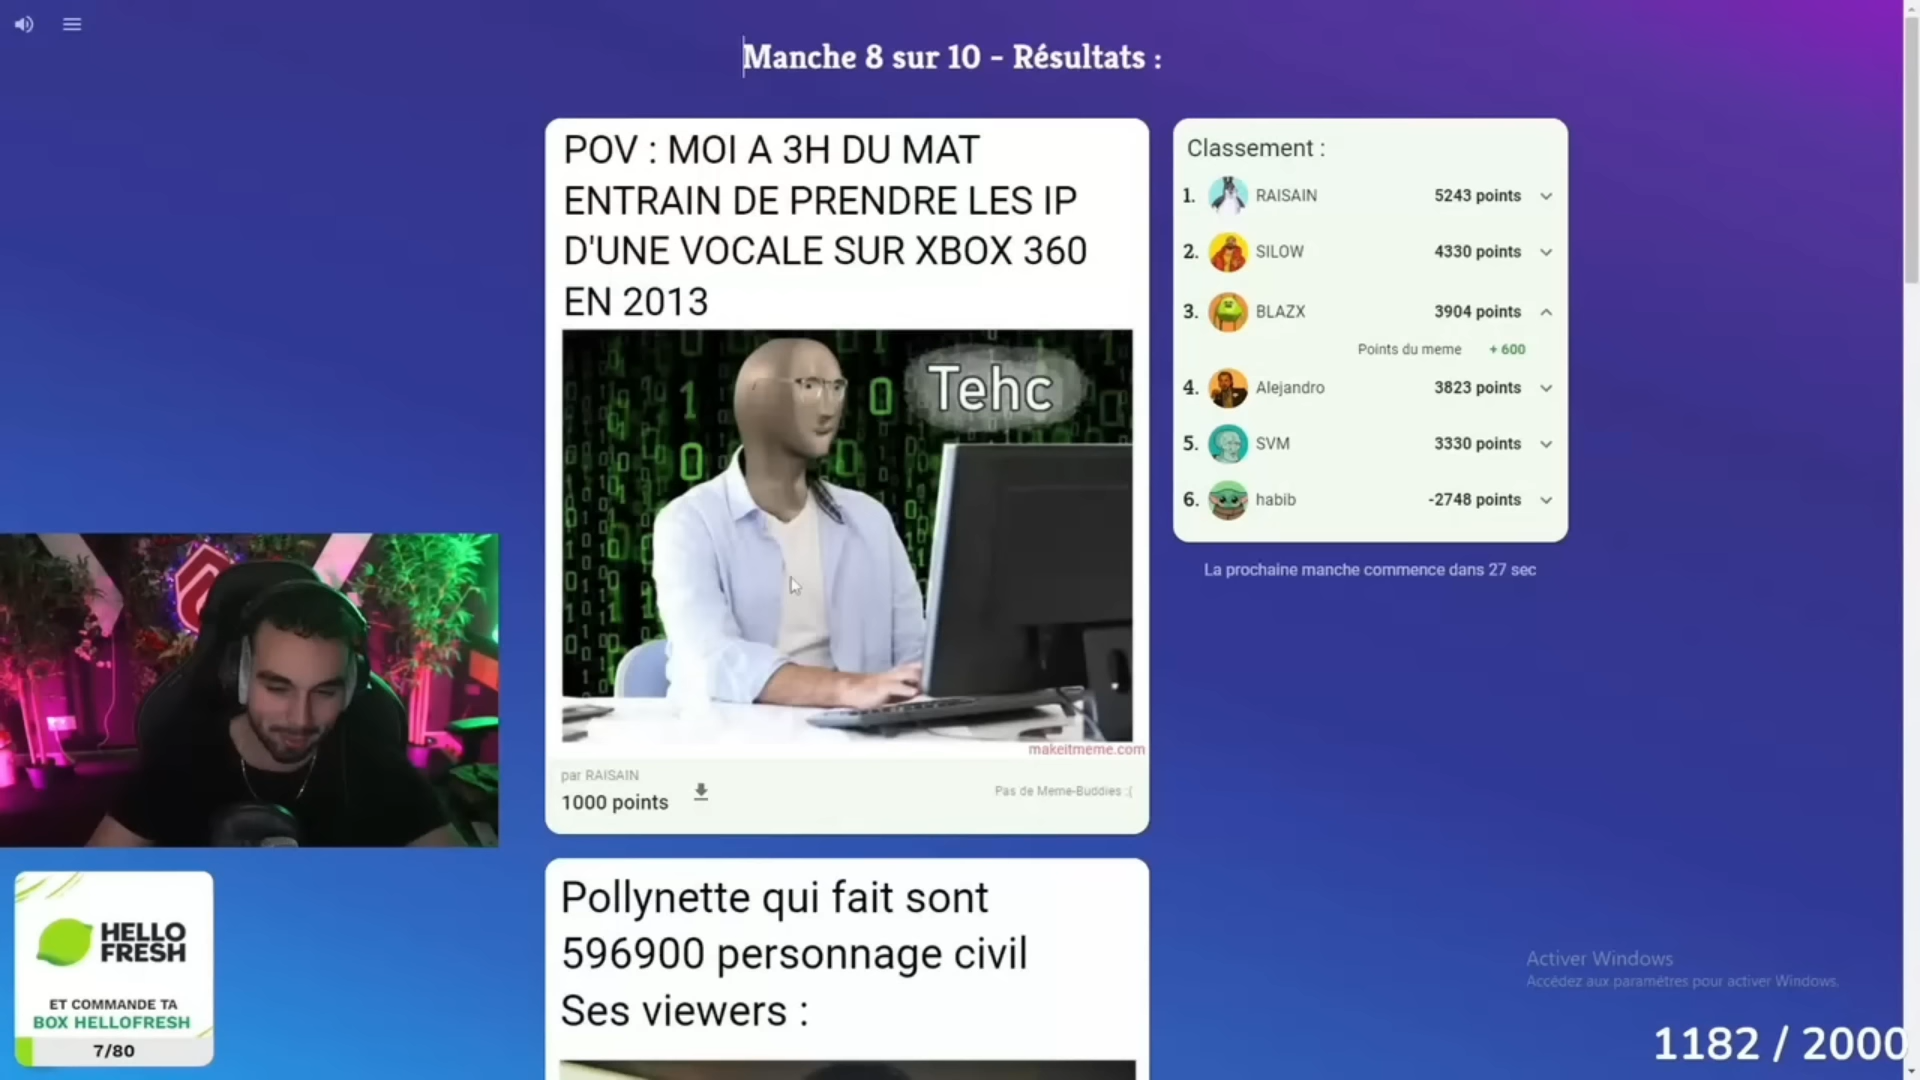 Manche 8 sur 10 - Résultats :
POV : MOI A 3H DU MAT
ENTRAIN DE PRENDRE LES IP
D'UNE VOCALE SUR XBOX 360
EN 2013
Tehc
makeitmeme.com
par RAISAIN
1000 points
Pas de Meme-Buddies :(
Pollynette qui fait sont
596900 personnage civil
Ses viewers :
Classement :
1. RAISAIN 5243 points
2. SILOW 4330 points
3. BLAZX 3904 points
Points du meme + 600
4. Alejandro 3823 points
5. SVM 3330 points
6. habib -2748 points
La prochaine manche commence dans 27 sec
HELLO
FRESH
ET COMMANDE TA
BOX HELLOFRESH
7/80
Activer Windows
Accédez aux paramètres pour activer Windows.
1182 / 2000